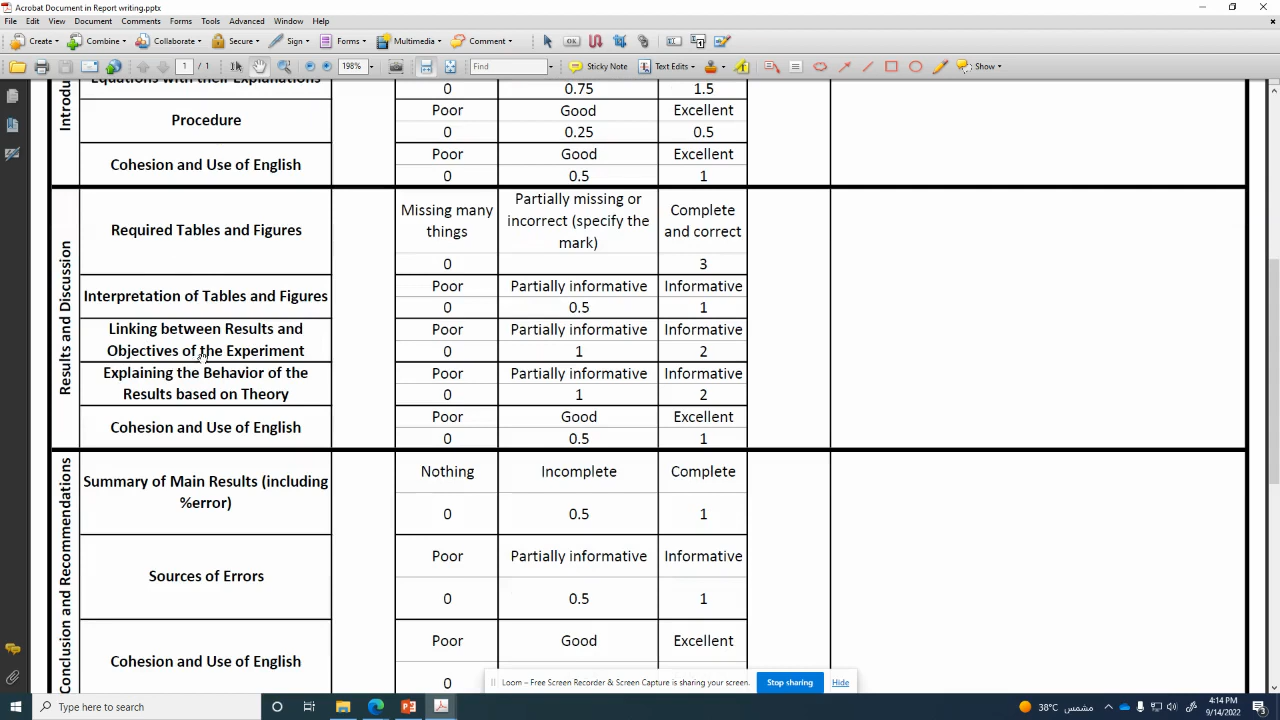 Acrobat Document in Report writing.pptx
File Edit View Document Comments Forms Tools Advanced Window Help
Create Combine Collaborate Secure Sign Forms Multimedia Comment
1 / 1 198% Find Sticky Note Text Edits Show
Equations with their Explanations
0 0.75 1.5
Introdu
Procedure
Poor Good Excellent
0 0.25 0.5
Cohesion and Use of English
Poor Good Excellent
0 0.5 1
Results and Discussion
Required Tables and Figures
Missing many things
Partially missing or
incorrect (specify the
mark)
Complete
and correct
0 3
Interpretation of Tables and Figures
Poor Partially informative Informative
0 0.5 1
Linking between Results and
Objectives of the Experiment
Poor Partially informative Informative
0 1 2
Explaining the Behavior of the
Results based on Theory
Poor Partially informative Informative
0 1 2
Cohesion and Use of English
Poor Good Excellent
0 0.5 1
Conclusion and Recommendations
Summary of Main Results (including
%error)
Nothing Incomplete Complete
0 0.5 1
Sources of Errors
Poor Partially informative Informative
0 0.5 1
Cohesion and Use of English
Poor Good Excellent
0
Loom – Free Screen Recorder & Screen Capture is sharing your screen. Stop sharing Hide
Type here to search
38°C مشمس
4:14 PM
9/14/2022
3